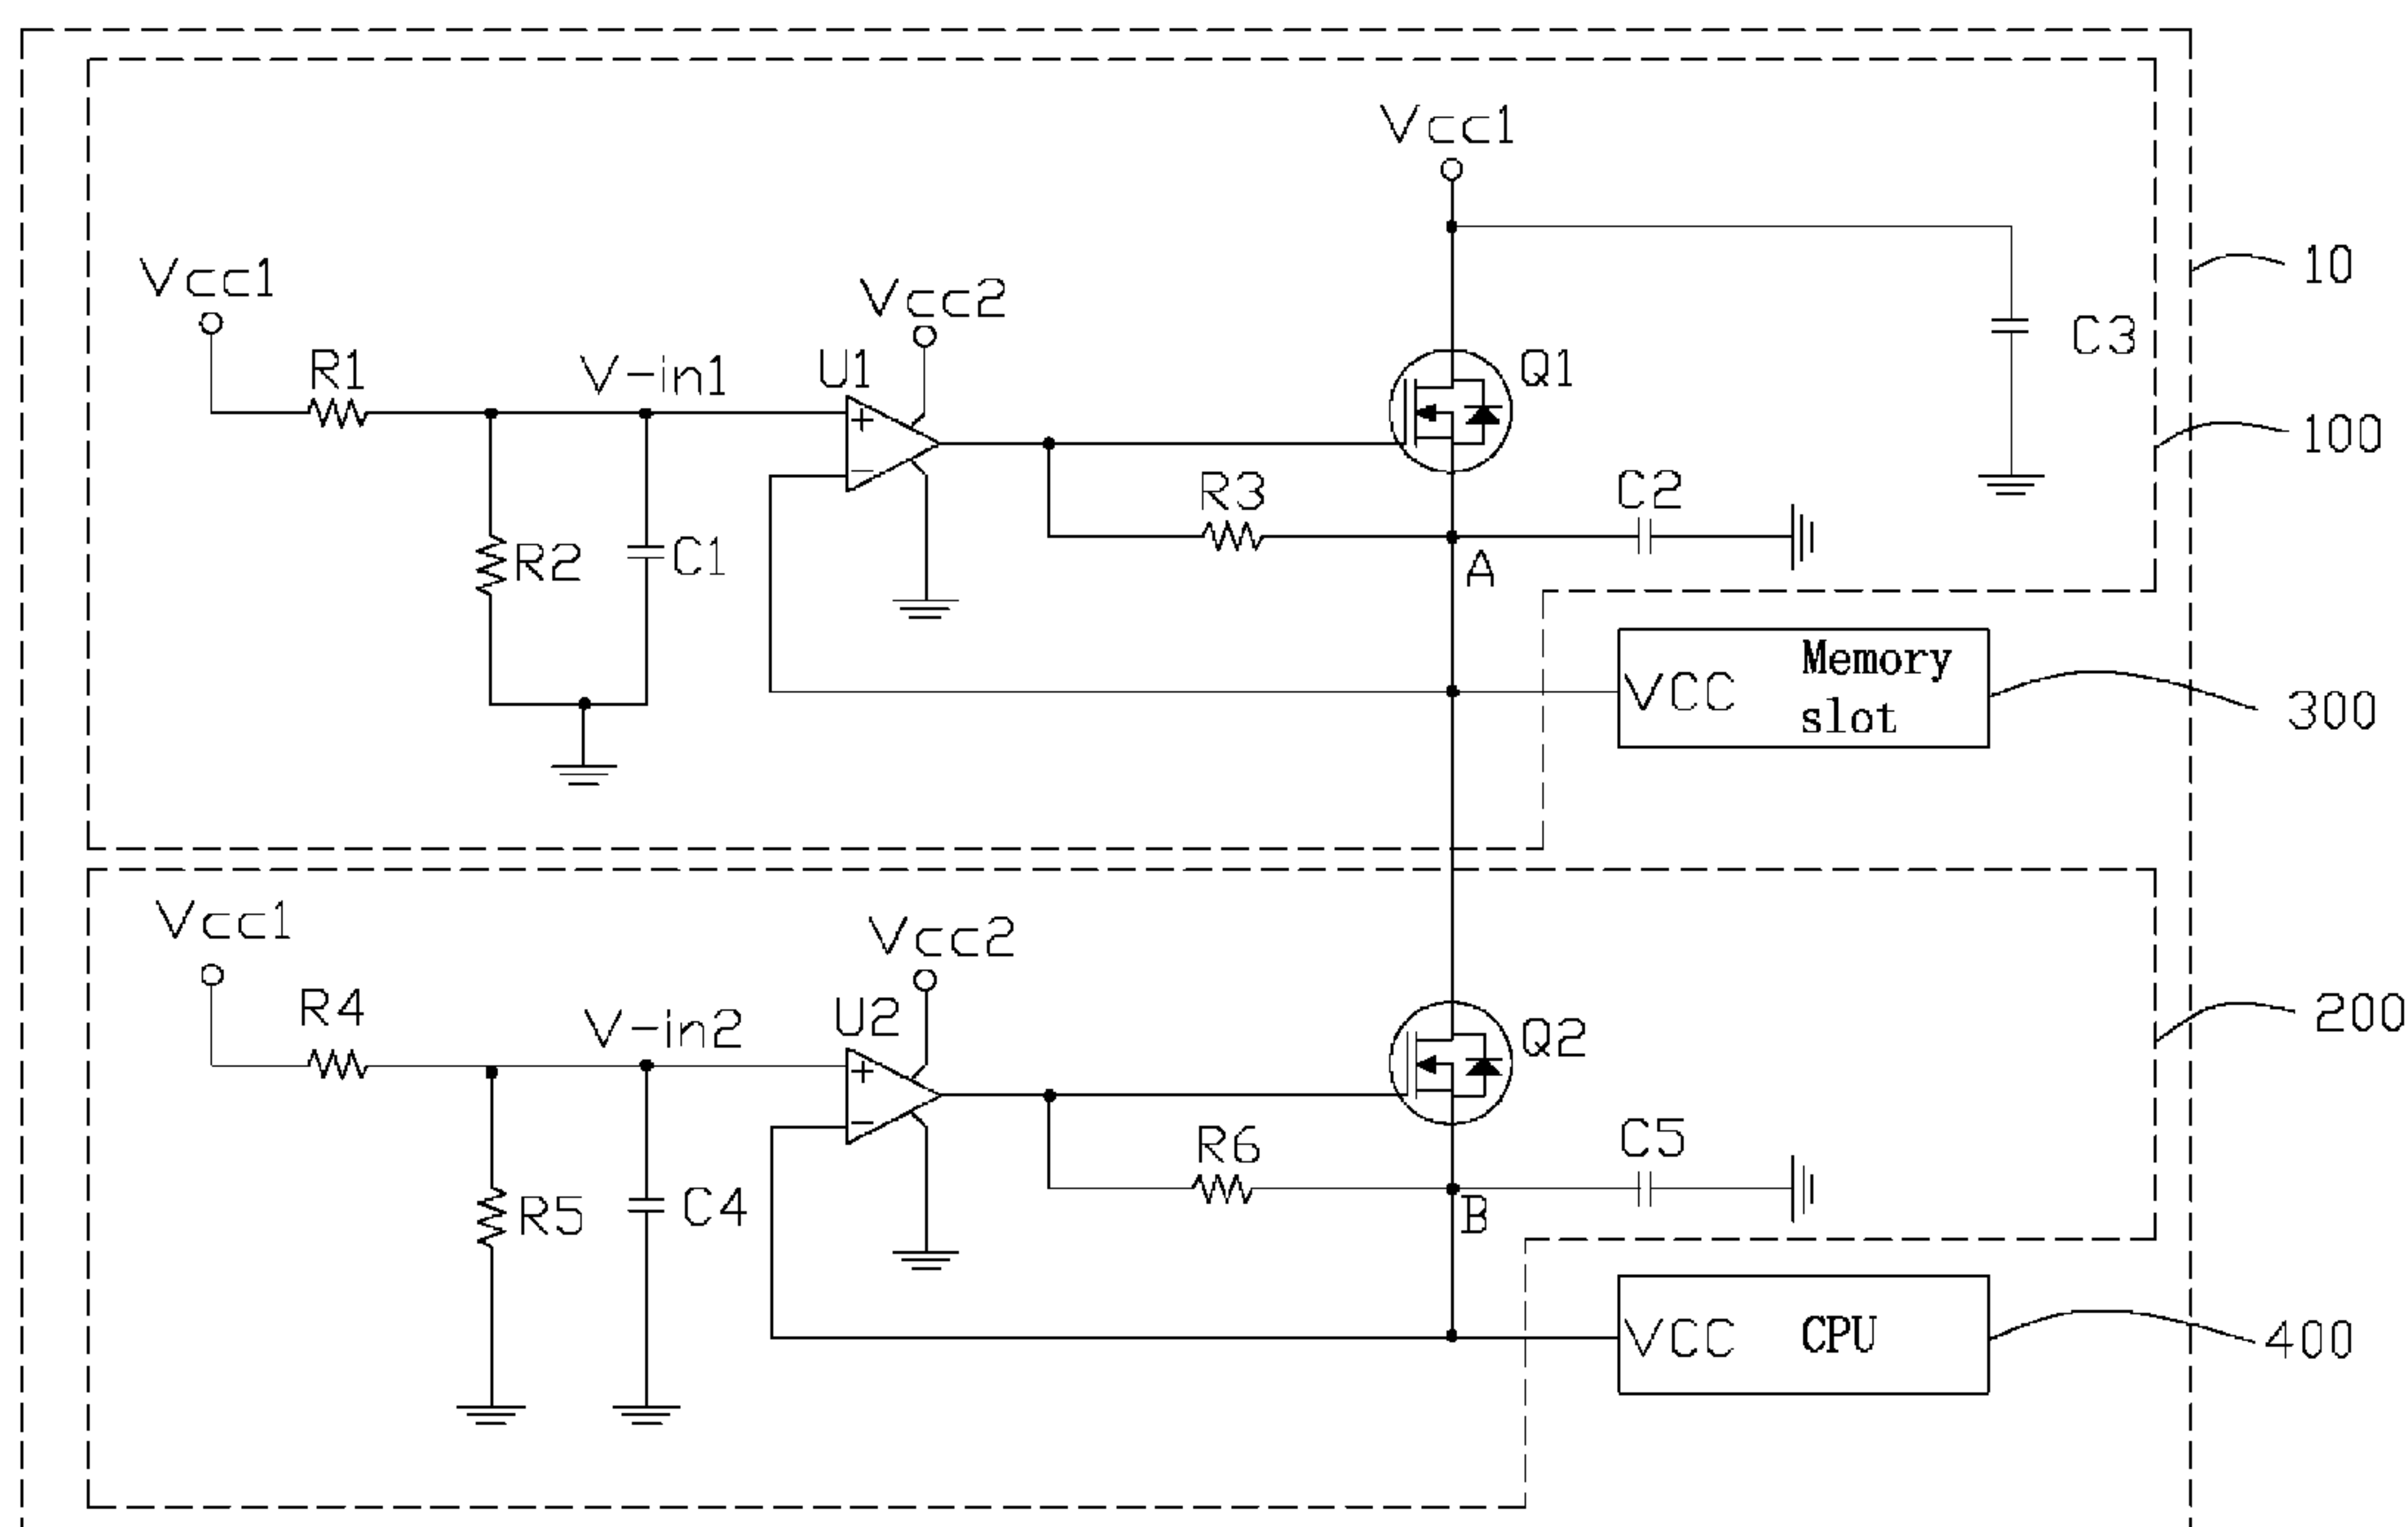 Vcc1
10
Vcc1
Vcc2
C3
R1
V-in1
U1
+
−
Q1
100
R3
C2
R2
C1
A
VCC
Memory
slot
300
Vcc1
Vcc2
R4
V-in2
U2
+
−
Q2
200
R6
C5
R5
C4
B
VCC
CPU
400